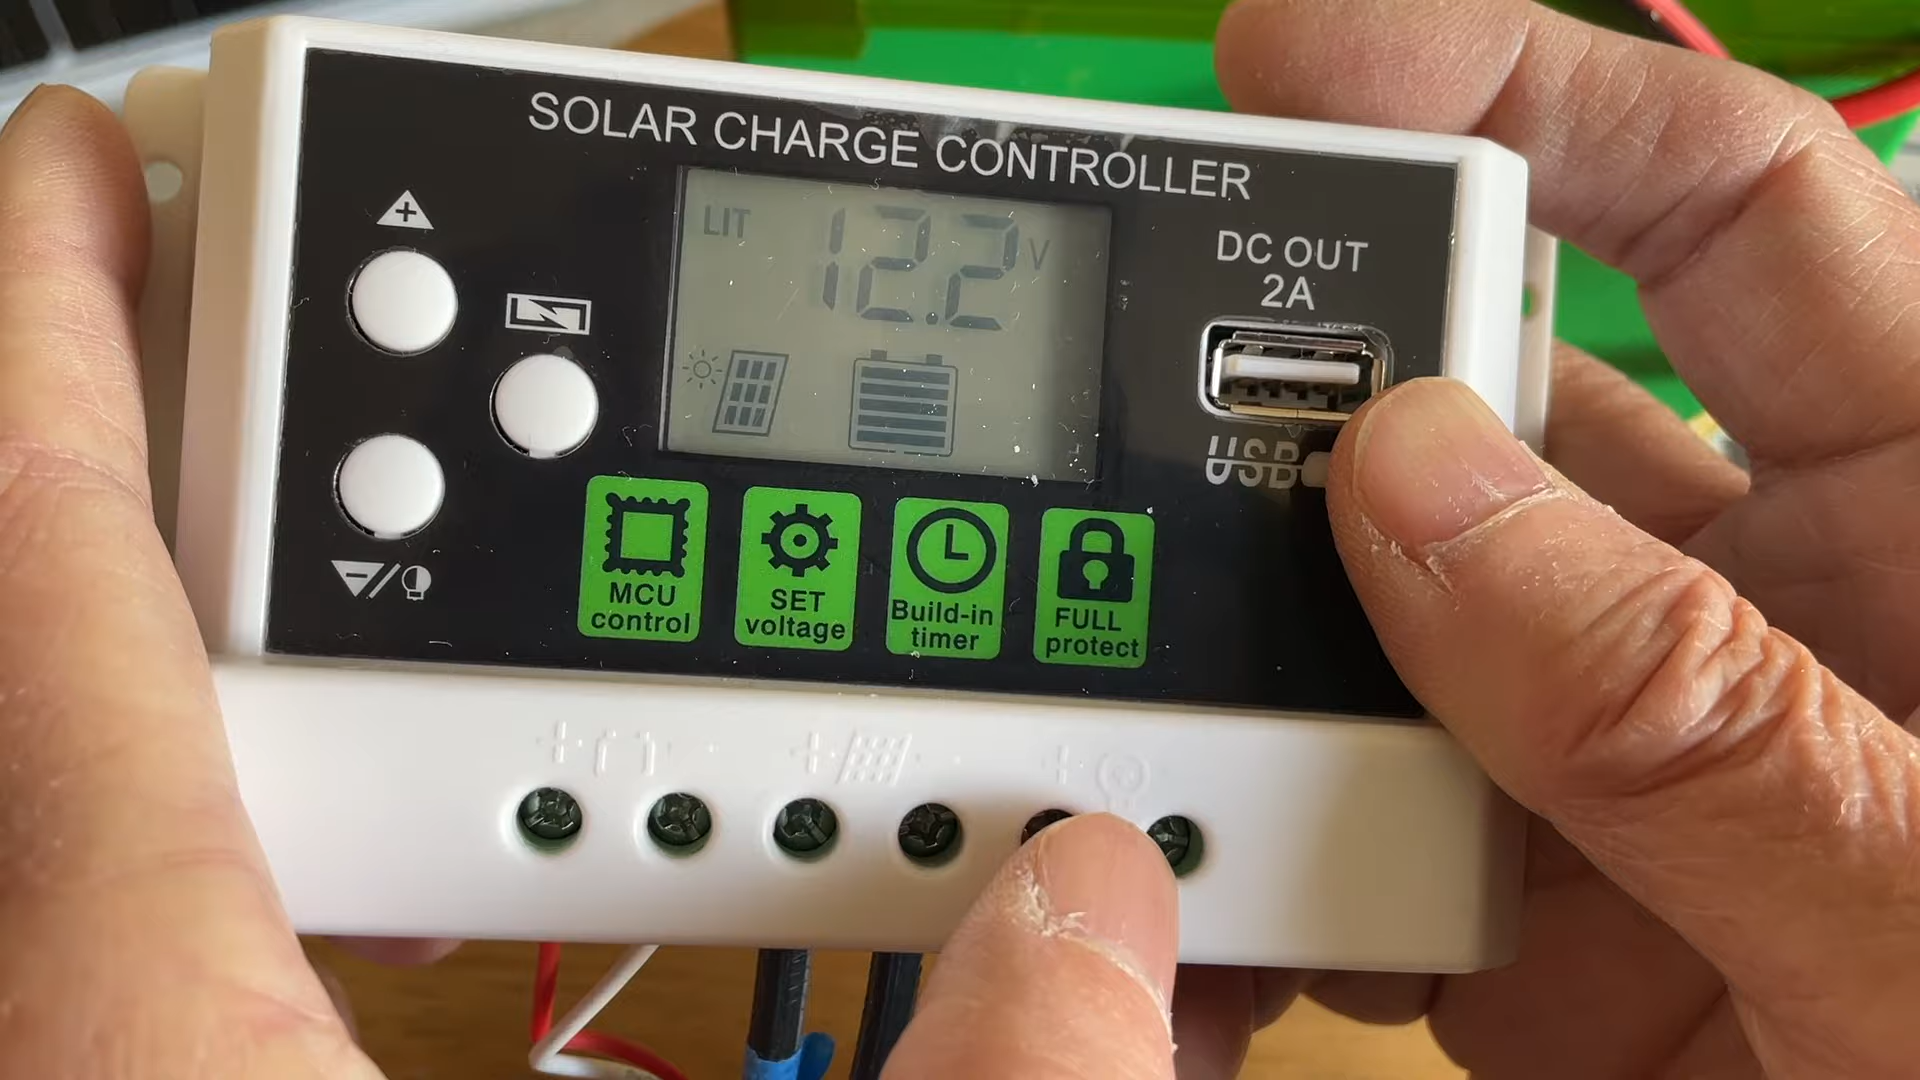 SOLAR CHARGE CONTROLLER
LIT 12.2 V
DC OUT
2A
USB
MCU
control
SET
voltage
Build-in
timer
FULL
protect